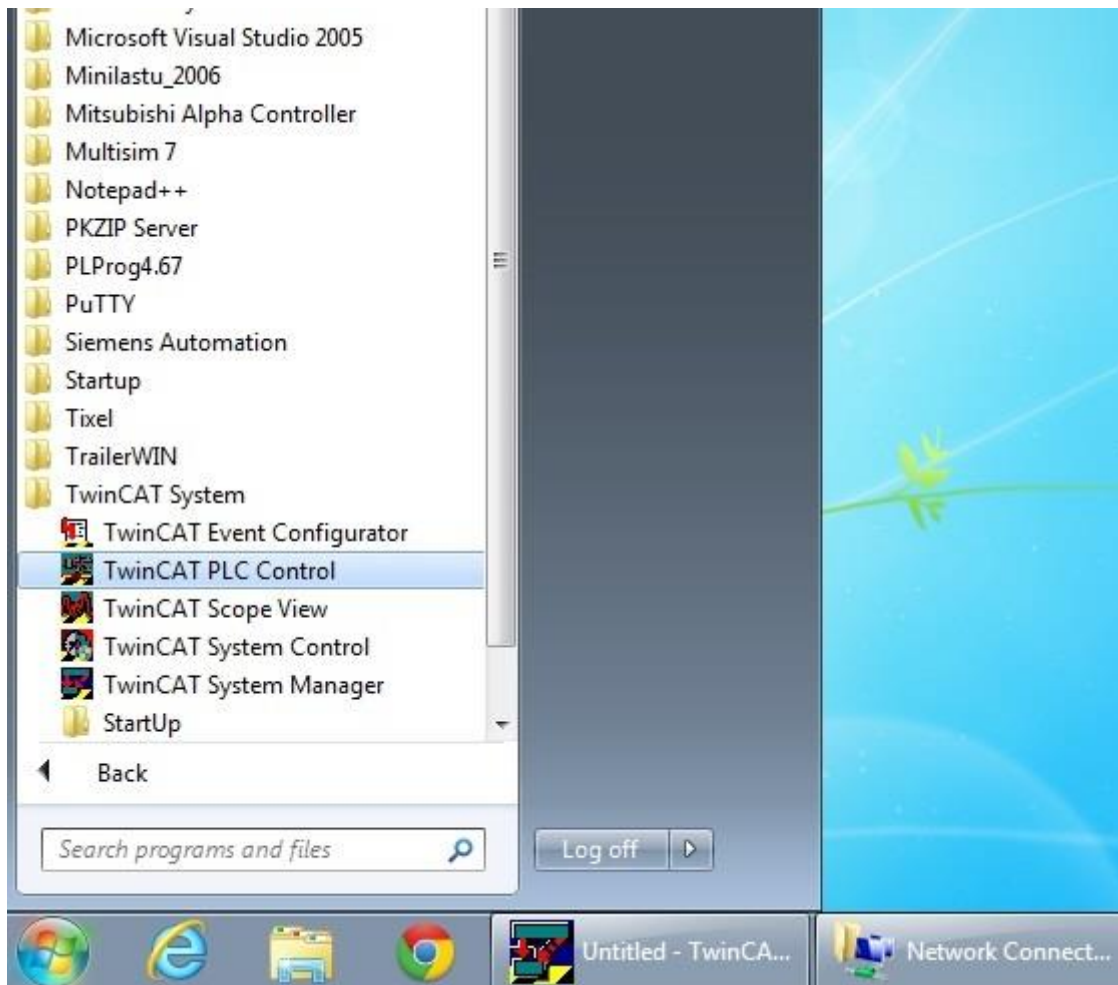 Microsoft Visual Studio 2005
Minilastu_2006
Mitsubishi Alpha Controller
Multisim 7
Notepad++
PKZIP Server
PLProg4.67
PuTTY
Siemens Automation
Startup
Tixel
TrailerWIN
TwinCAT System
TwinCAT Event Configurator
TwinCAT PLC Control
TwinCAT Scope View
TwinCAT System Control
TwinCAT System Manager
StartUp
Back
Search programs and files
Log off
Untitled - TwinCA...
Network Connect...